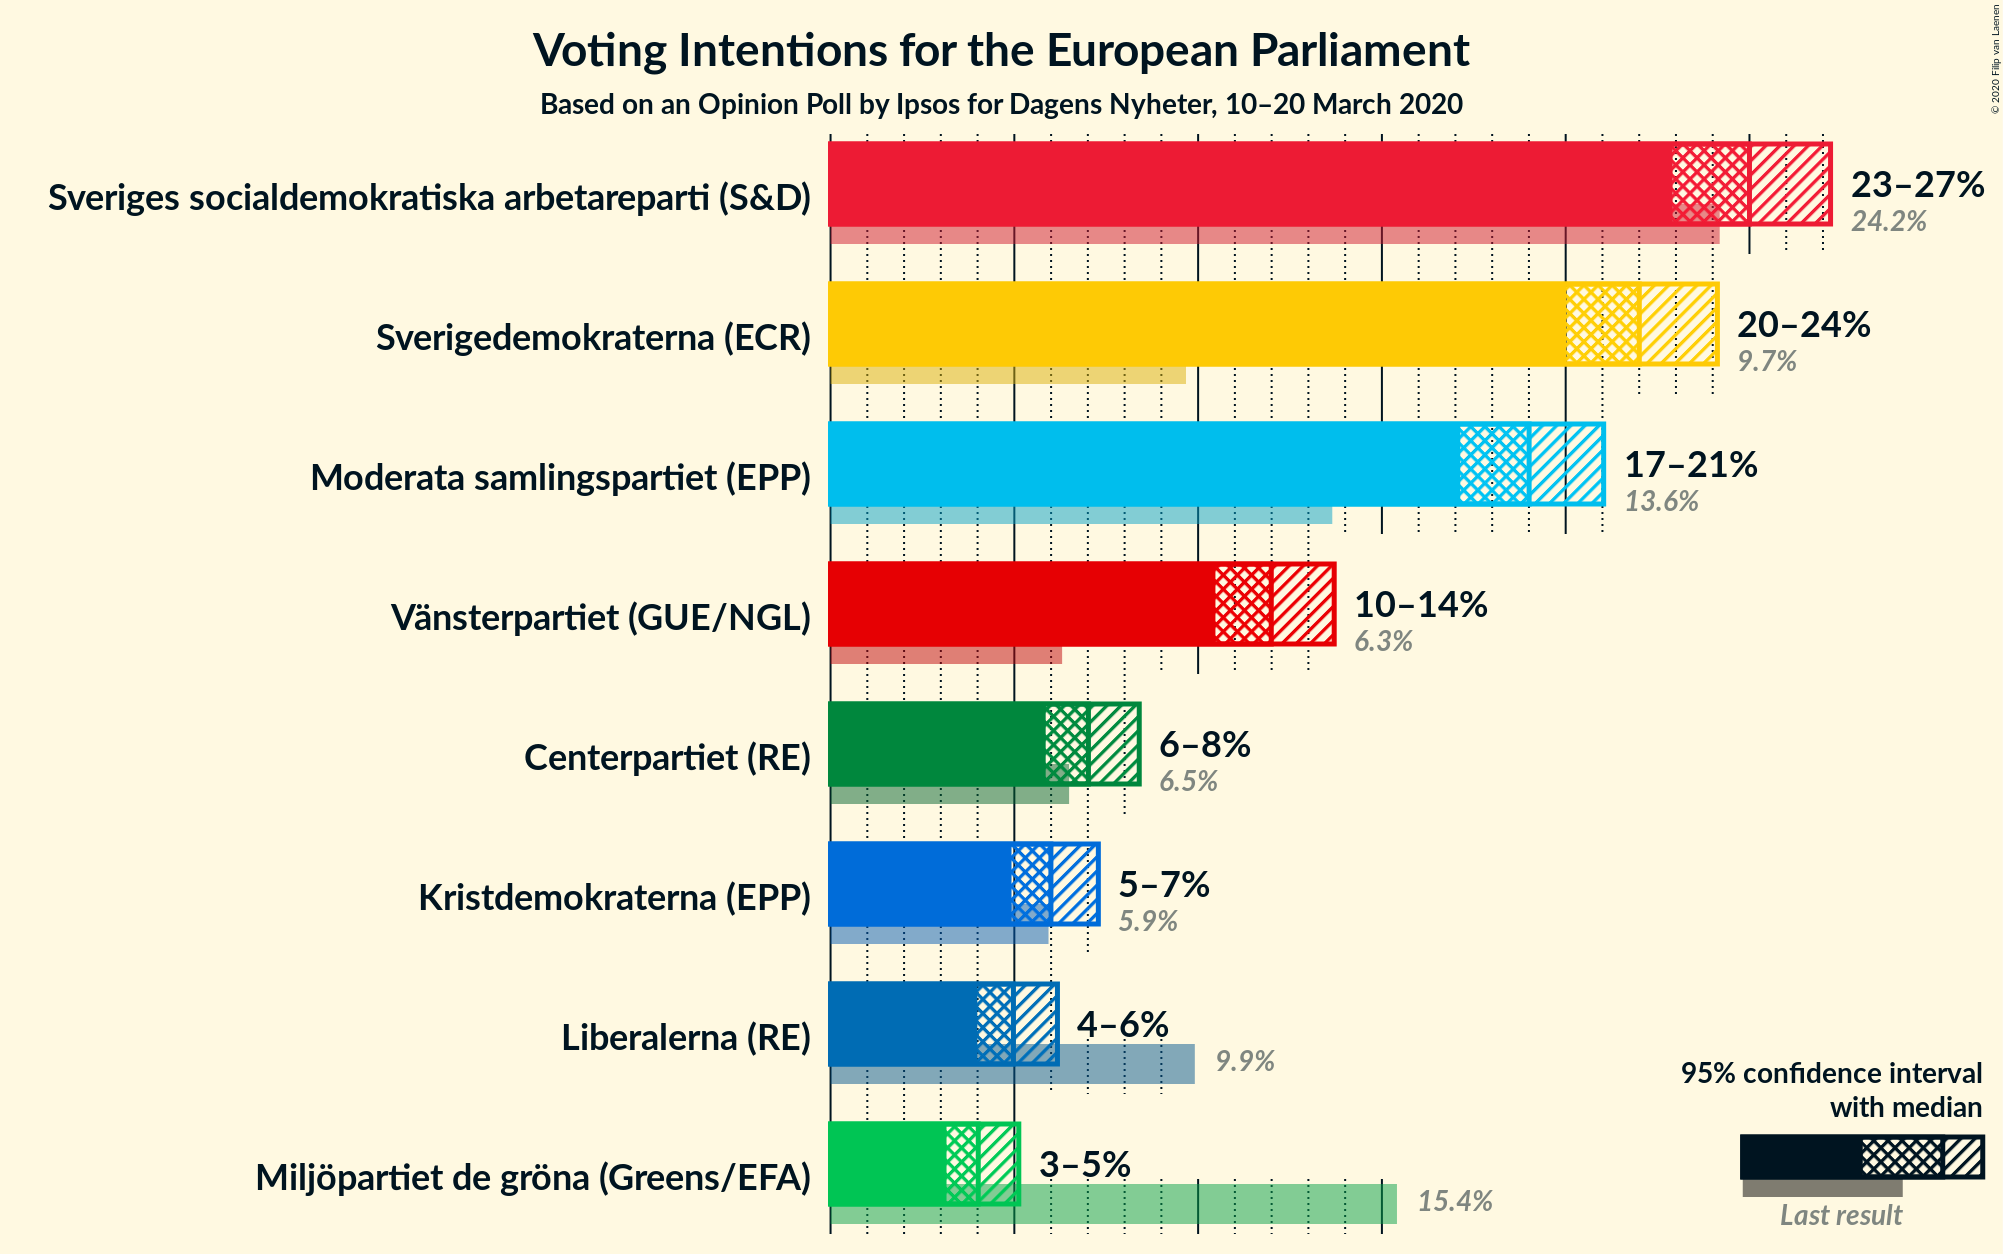 Voting Intentions for the European Parliament
Based on an Opinion Poll by Ipsos for Dagens Nyheter, 10–20 March 2020
© 2020 Filip van Laenen
Sveriges socialdemokratiska arbetareparti (S&D)
23–27%
24.2%
Sverigedemokraterna (ECR)
20–24%
9.7%
Moderata samlingspartiet (EPP)
17–21%
13.6%
Vänsterpartiet (GUE/NGL)
10–14%
6.3%
Centerpartiet (RE)
6–8%
6.5%
Kristdemokraterna (EPP)
5–7%
5.9%
Liberalerna (RE)
4–6%
9.9%
Miljöpartiet de gröna (Greens/EFA)
3–5%
15.4%
95% confidence interval
with median
Last result